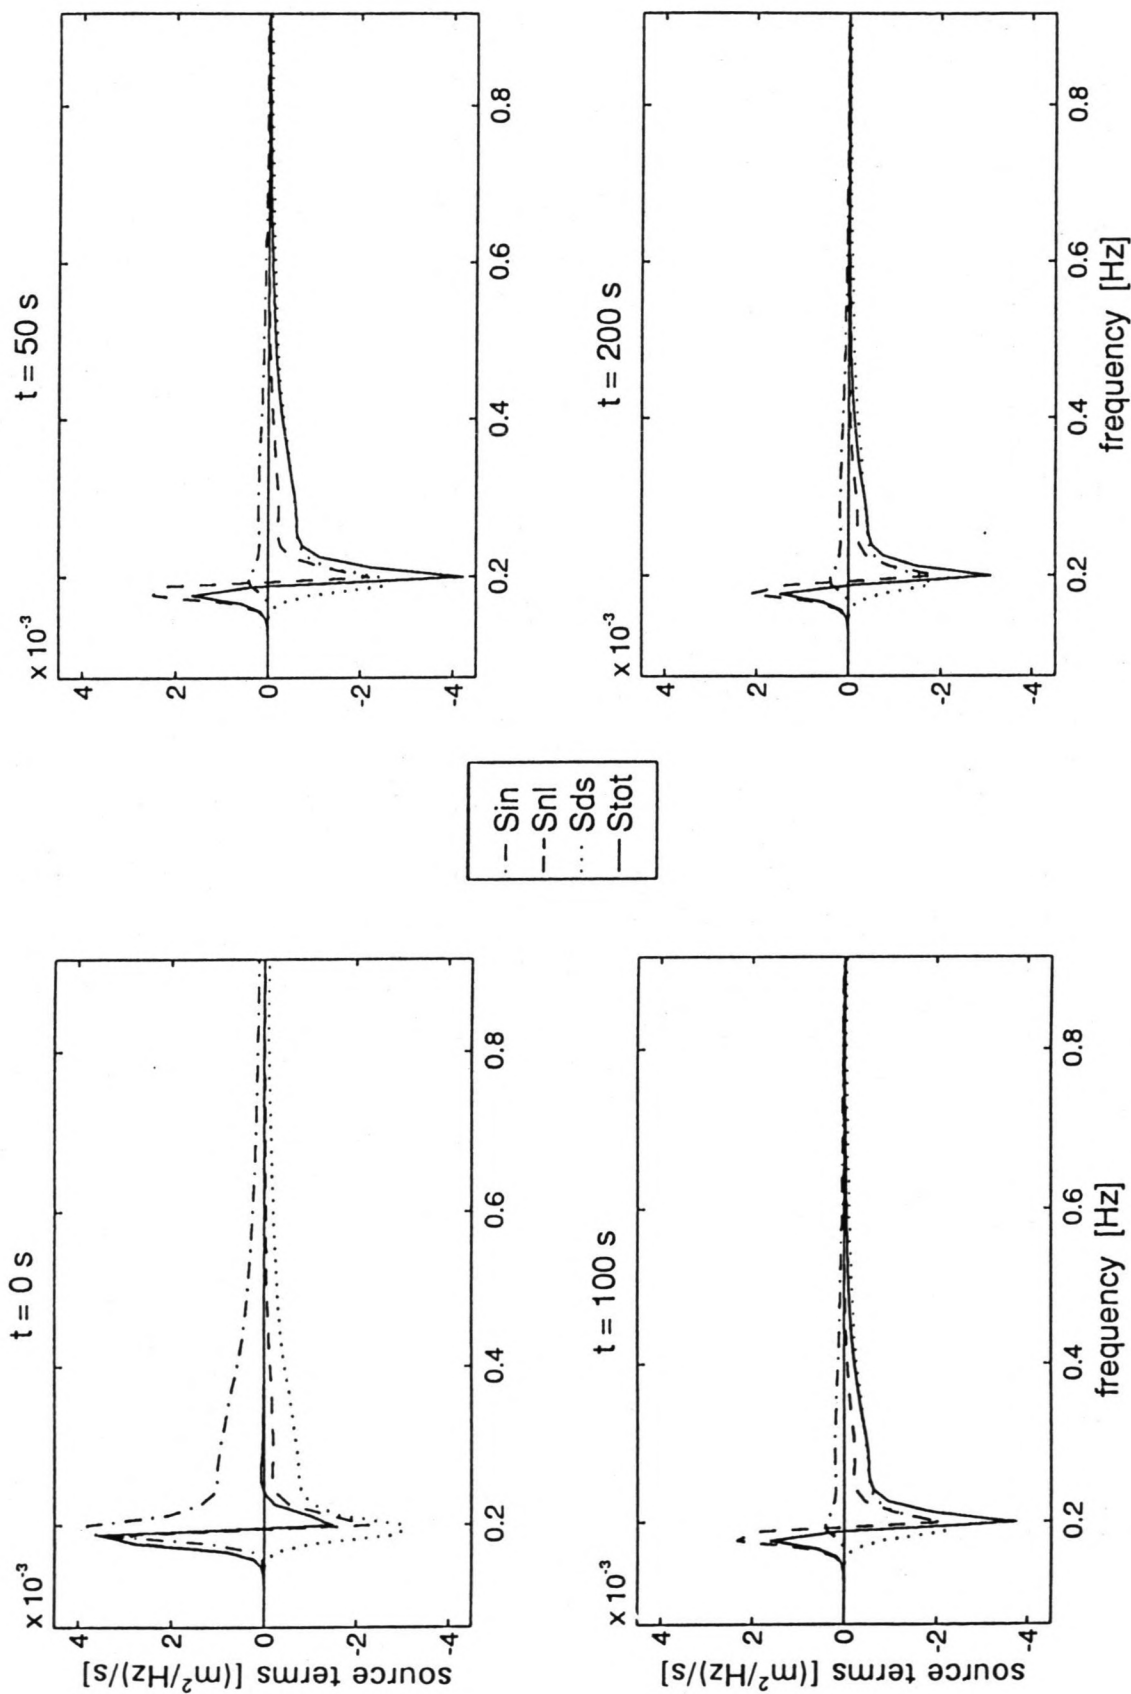 t = 0 s
x 10⁻³
4
2
0
-2
-4
source terms [(m²/Hz)/s]
0.2
0.4
0.6
0.8
t = 50 s
x 10⁻³
4
2
0
-2
-4
0.2
0.4
0.6
0.8
Sin
Snl
Sds
Stot
t = 100 s
x 10⁻³
4
2
0
-2
-4
source terms [(m²/Hz)/s]
0.2
0.4
0.6
0.8
frequency [Hz]
t = 200 s
x 10⁻³
4
2
0
-2
-4
0.2
0.4
0.6
0.8
frequency [Hz]